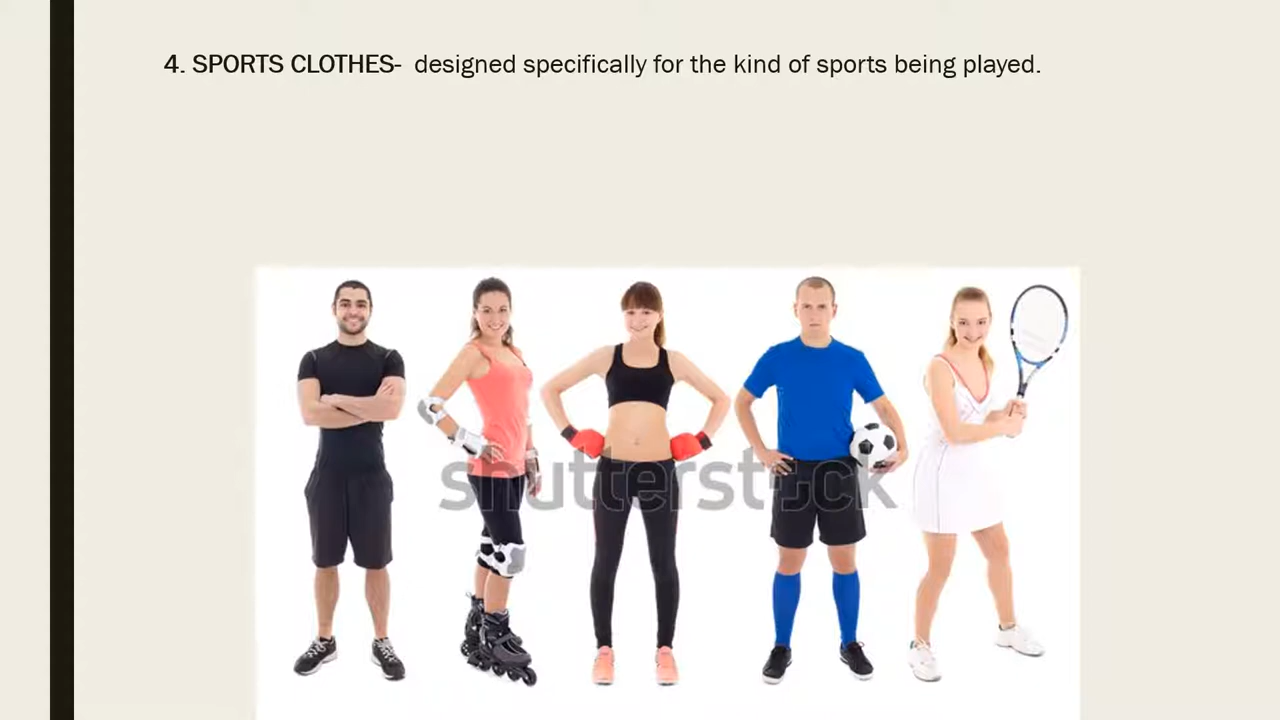 4. SPORTS CLOTHES- designed specifically for the kind of sports being played.
shutterstock